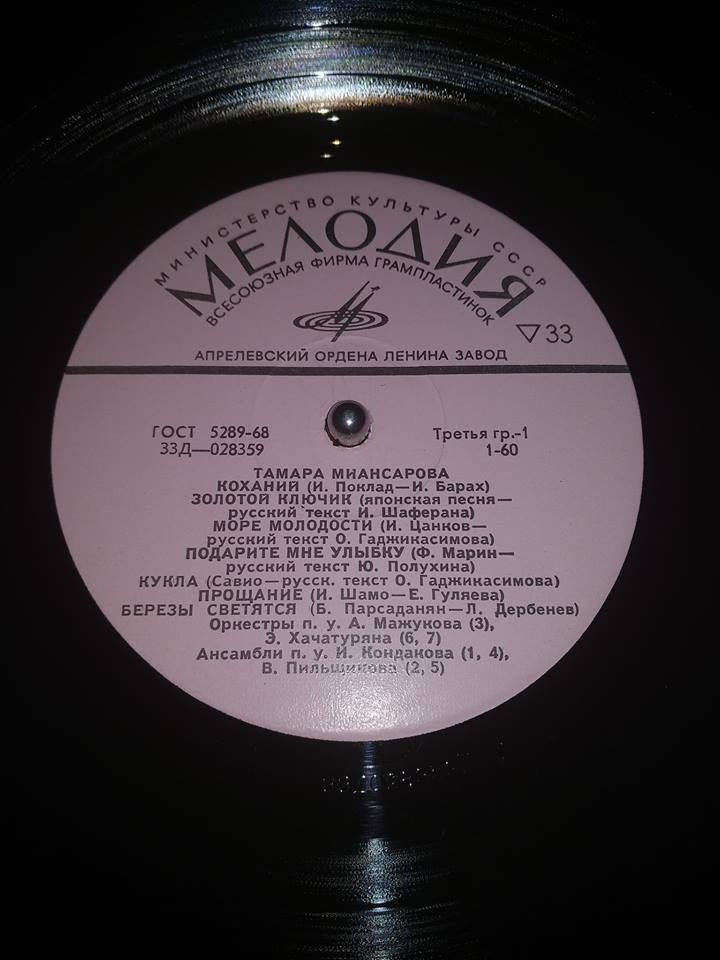 МИНИСТЕРСТВО КУЛЬТУРЫ СССР
МЕЛОДИЯ
ВСЕСОЮЗНАЯ ФИРМА ГРАМПЛАСТИНОК
▽33
АПРЕЛЕВСКИЙ ОРДЕНА ЛЕНИНА ЗАВОД
ГОСТ 5289-68 Третья гр.-1
33Д—028359 1-60
ТАМАРА МИАНСАРОВА
КОХАНИЙ (И. Поклад—И. Барах)
ЗОЛОТОЙ КЛЮЧИК (японская песня—
русский текст И. Шаферана)
МОРЕ МОЛОДОСТИ (И. Цанков—
русский текст О. Гаджикасимова)
ПОДАРИТЕ МНЕ УЛЫБКУ (Ф. Марин—
русский текст Ю. Полухина)
КУКЛА (Савио—русск. текст О. Гаджикасимова)
ПРОЩАНИЕ (И. Шамо—Е. Гуляева)
БЕРЕЗЫ СВЕТЯТСЯ (Б. Парсаданян—Л. Дербенев)
Оркестры п. у. А. Мажукова (3),
Э. Хачатуряна (6, 7)
Ансамбли п. у. И. Кондакова (1, 4),
В. Пильщикова (2, 5)